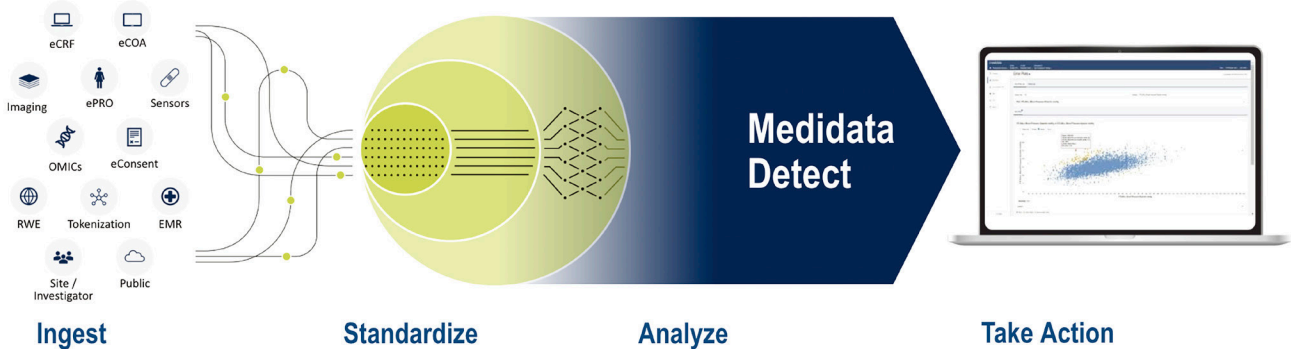 eCRF
eCOA
Imaging
ePRO
Sensors
OMICs
eConsent
RWE
Tokenization
EMR
Site /
Investigator
Public
Medidata
Detect
Ingest
Standardize
Analyze
Take Action